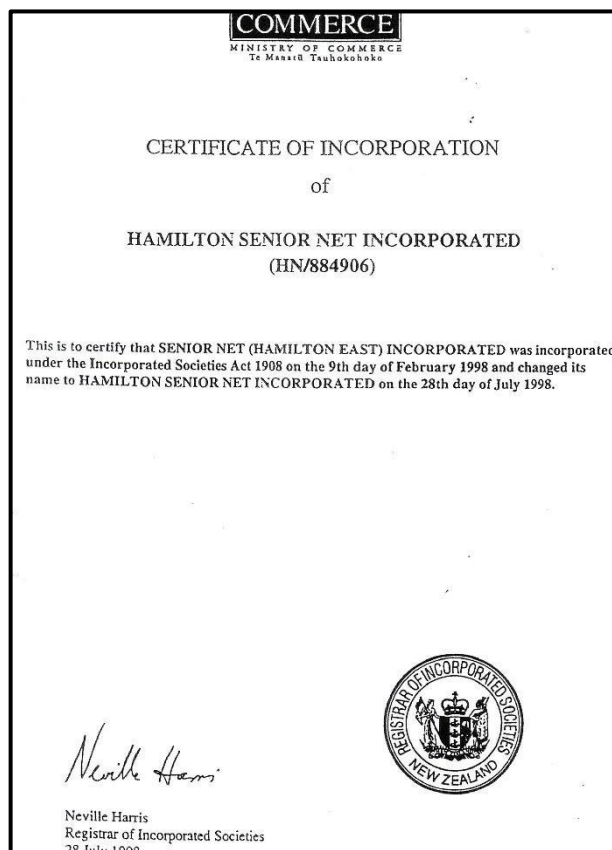 COMMERCE
MINISTRY OF COMMERCE
Te Manatū Tauhokohoko
CERTIFICATE OF INCORPORATION
of
HAMILTON SENIOR NET INCORPORATED
(HN/884906)
This is to certify that SENIOR NET (HAMILTON EAST) INCORPORATED was incorporated
under the Incorporated Societies Act 1908 on the 9th day of February 1998 and changed its
name to HAMILTON SENIOR NET INCORPORATED on the 28th day of July 1998.
REGISTRAR OF INCORPORATED SOCIETIES
NEW ZEALAND
Neville Harris
Neville Harris
Registrar of Incorporated Societies
28 July 1998